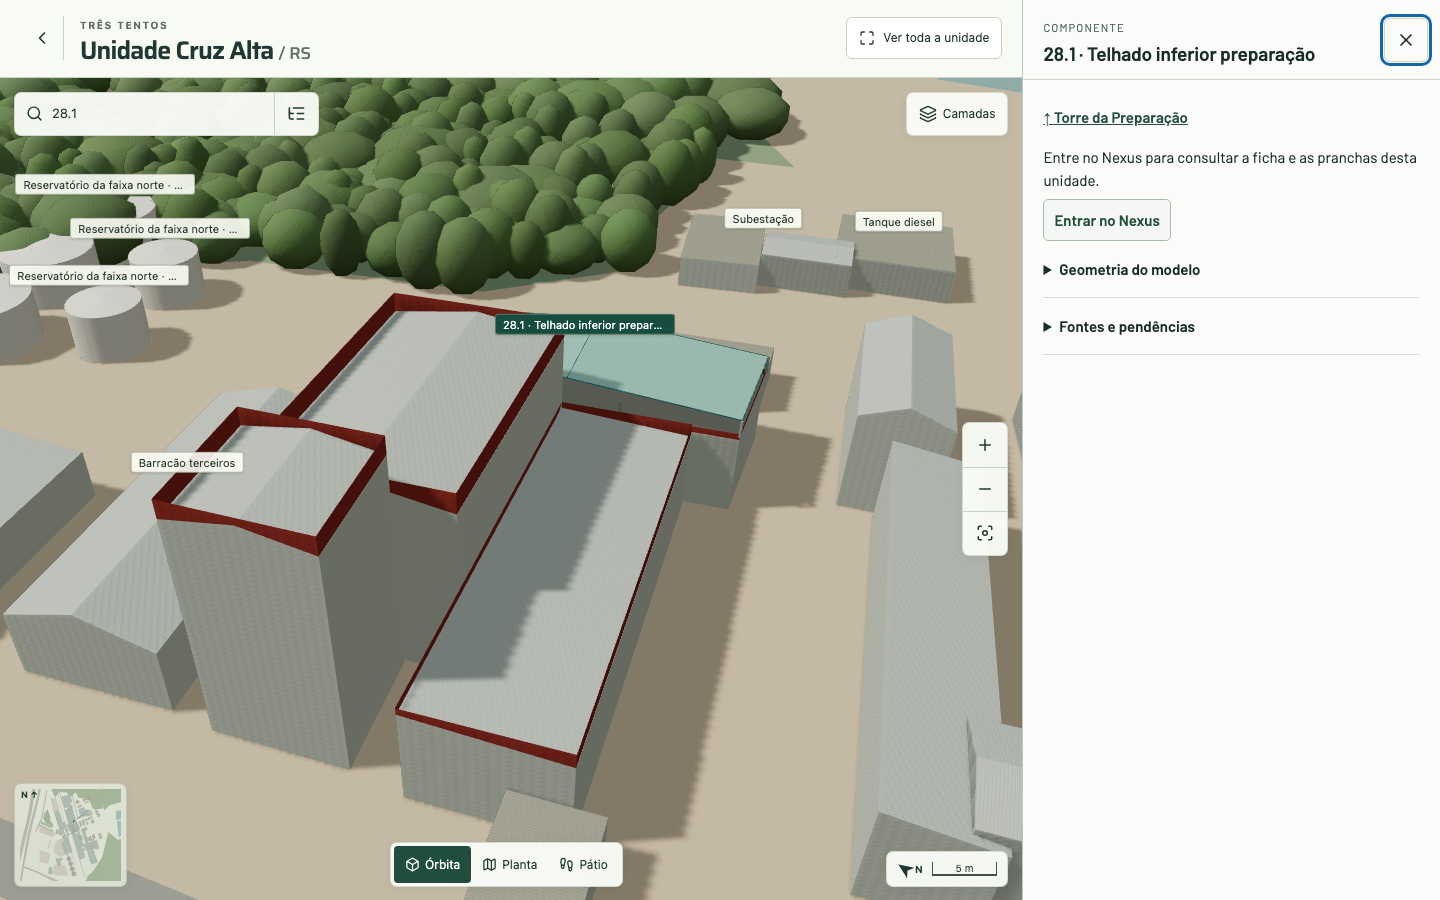 TRÊS TENTOS
Unidade Cruz Alta / RS
Ver toda a unidade
28.1
Camadas
Reservatório da faixa norte · ...
Reservatório da faixa norte · ...
Reservatório da faixa norte · ...
Subestação
Tanque diesel
28.1 · Telhado inferior prepar...
Barracão terceiros
N
Órbita
Planta
Pátio
N
5 m
COMPONENTE
28.1 · Telhado inferior preparação
↑ Torre da Preparação
Entre no Nexus para consultar a ficha e as pranchas desta
unidade.
Entrar no Nexus
Geometria do modelo
Fontes e pendências